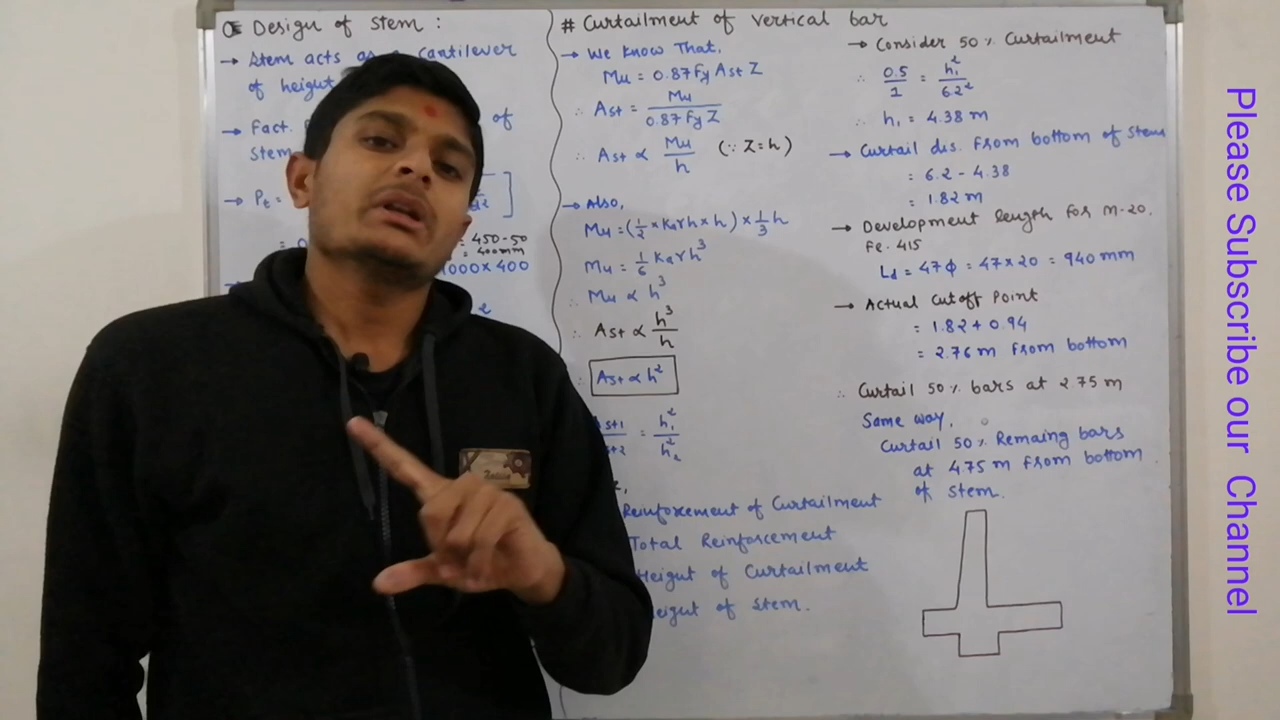 Design of Stem :
→ Stem acts as a cantilever
of height
→ Fact. of
Stem
→ Pt =
= 450-50
= 400mm
1000 × 400
# Curtailment of Vertical bar
→ We Know That,
Mu = 0.87 Fy Ast Z
∴ Ast = Mu / 0.87 Fy Z
∴ Ast ∝ Mu / h (∵ Z = h)
→ Also,
Mu = (1/2 × Ka r h × h) × 1/3 h
Mu = 1/6 Ka r h³
∴ Mu ∝ h³
∴ Ast ∝ h³ / h
∴ Ast ∝ h²
st1 / st2 = h₁² / h₂²
Reinforcement of Curtailment
Total Reinforcement
Height of Curtailment
eigut of Stem.
→ Consider 50 % Curtailment
∴ 0.5 / 1 = h₁² / 6.2²
∴ h₁ = 4.38 m
→ Curtail dis. From bottom of Stem
= 6.2 - 4.38
= 1.82 m
→ Development length for M-20,
Fe. 415
Ld = 47 ϕ = 47 × 20 = 940 mm
→ Actual Cutoff Point
= 1.82 + 0.94
= 2.76 m From bottom
∴ Curtail 50 % bars at 2.75 m
Same way,
Curtail 50 % Remaing bars
at 4.75 m From bottom
of Stem.
Please Subscribe our Channel